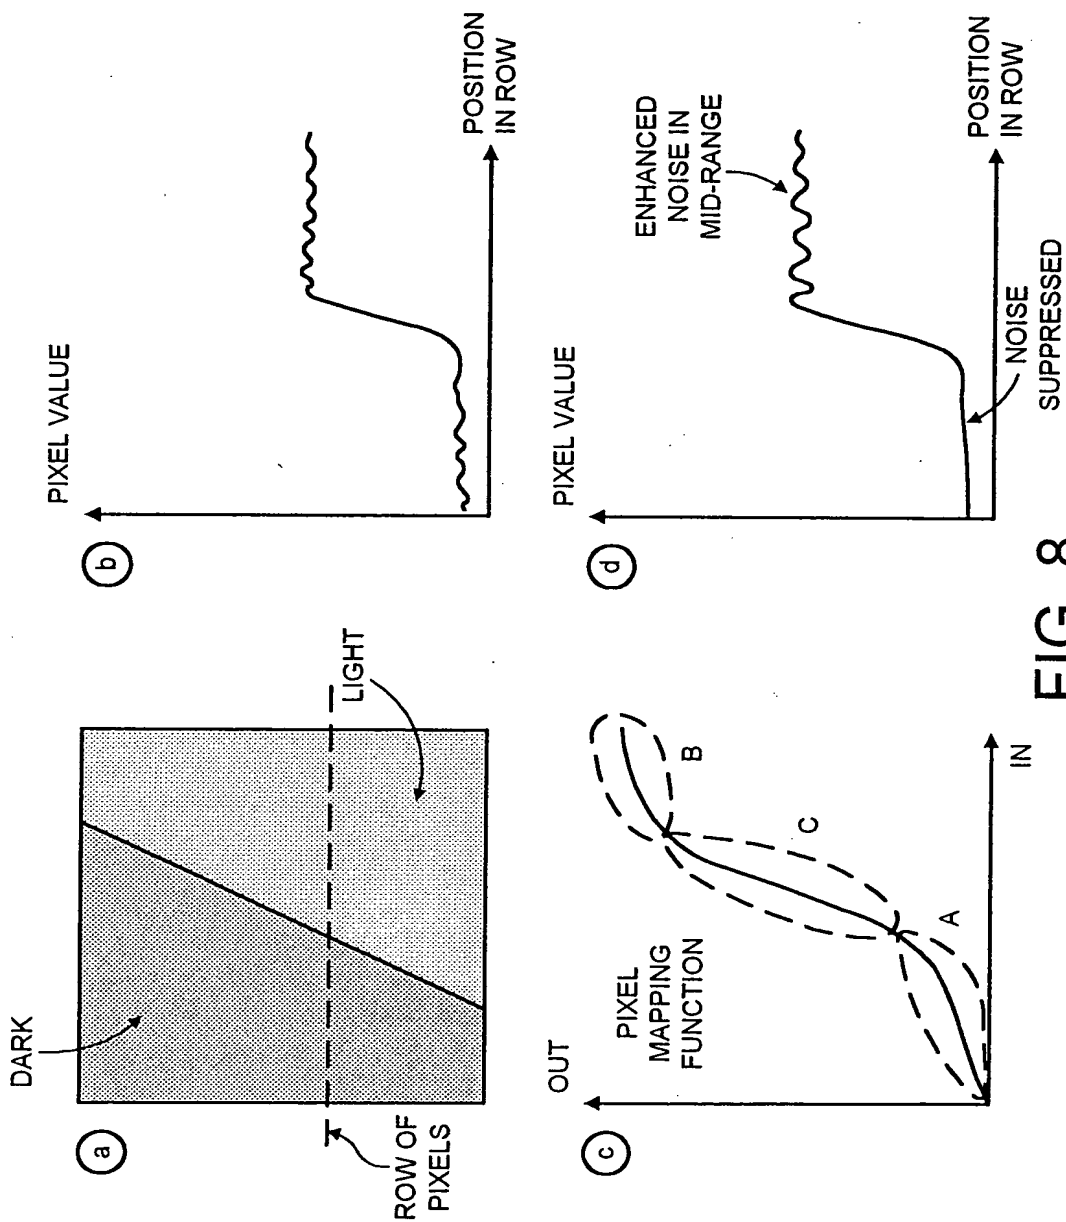 a
DARK
ROW OF
PIXELS
LIGHT
b
PIXEL VALUE
POSITION
IN ROW
c
OUT
PIXEL
MAPPING
FUNCTION
A
B
C
IN
d
PIXEL VALUE
ENHANCED
NOISE IN
MID-RANGE
NOISE
SUPPRESSED
POSITION
IN ROW
FIG 8